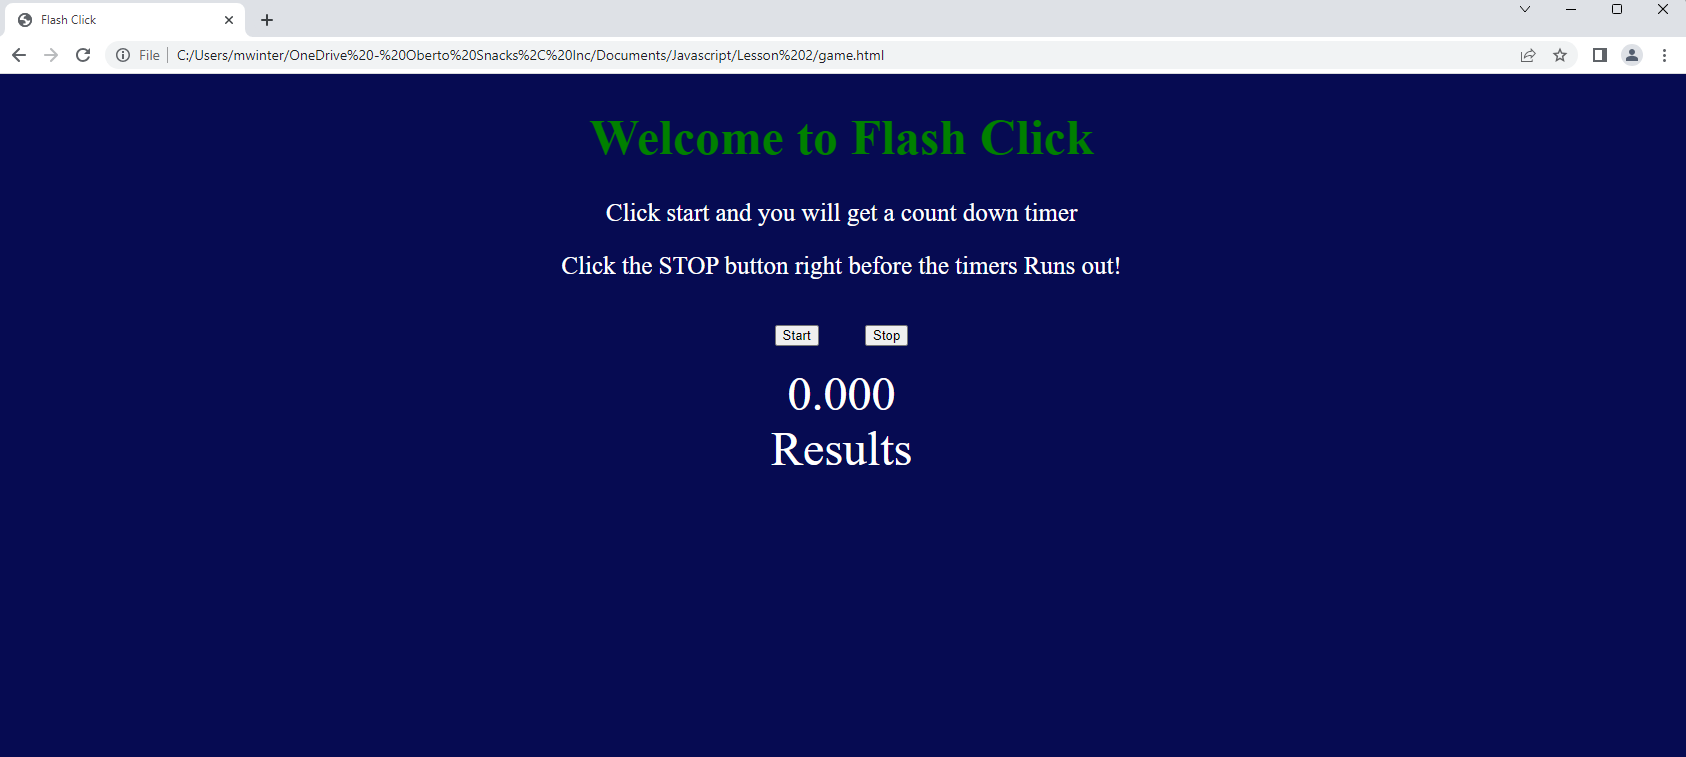 Flash Click
File C:/Users/mwinter/OneDrive%20-%20Oberto%20Snacks%2C%20Inc/Documents/Javascript/Lesson%202/game.html
Welcome to Flash Click
Click start and you will get a count down timer
Click the STOP button right before the timers Runs out!
Start Stop
0.000
Results